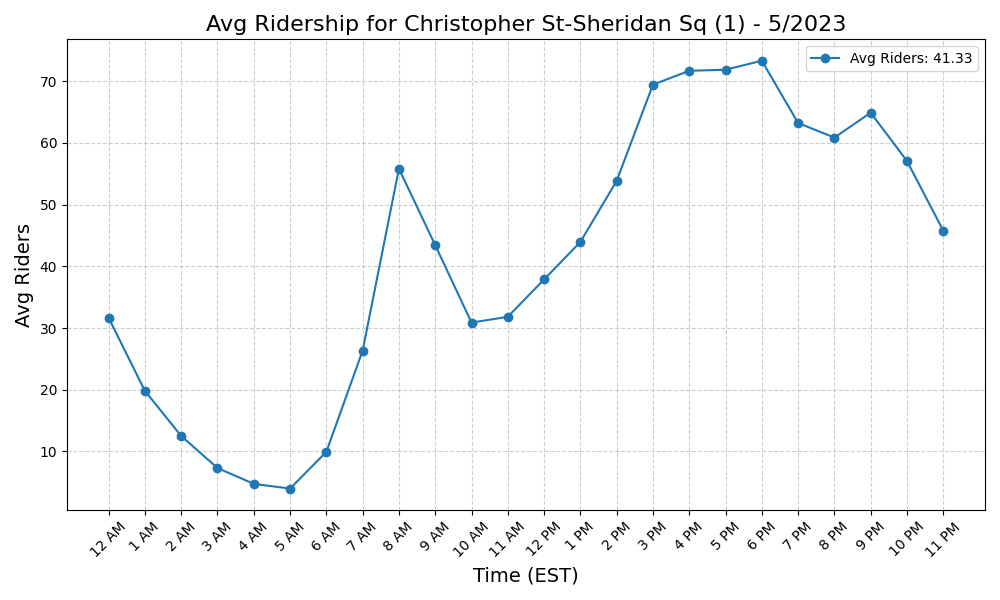 Avg Ridership for Christopher St-Sheridan Sq (1) - 5/2023
Avg Riders: 41.33
Avg Riders
70
60
50
40
30
20
10
12 AM
1 AM
2 AM
3 AM
4 AM
5 AM
6 AM
7 AM
8 AM
9 AM
10 AM
11 AM
12 PM
1 PM
2 PM
3 PM
4 PM
5 PM
6 PM
7 PM
8 PM
9 PM
10 PM
11 PM
Time (EST)